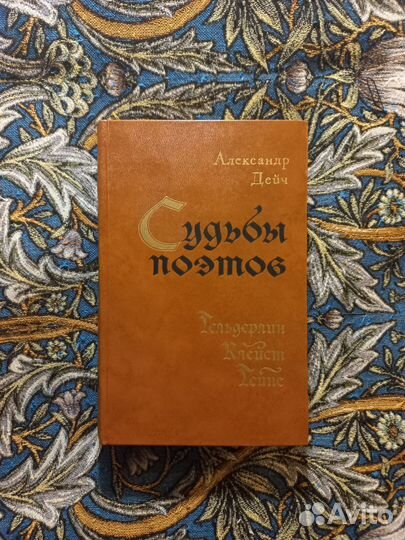 Александр
Дейч
Судьбы
поэтов
Гельдерлин
Клейст
Гейне
Avito